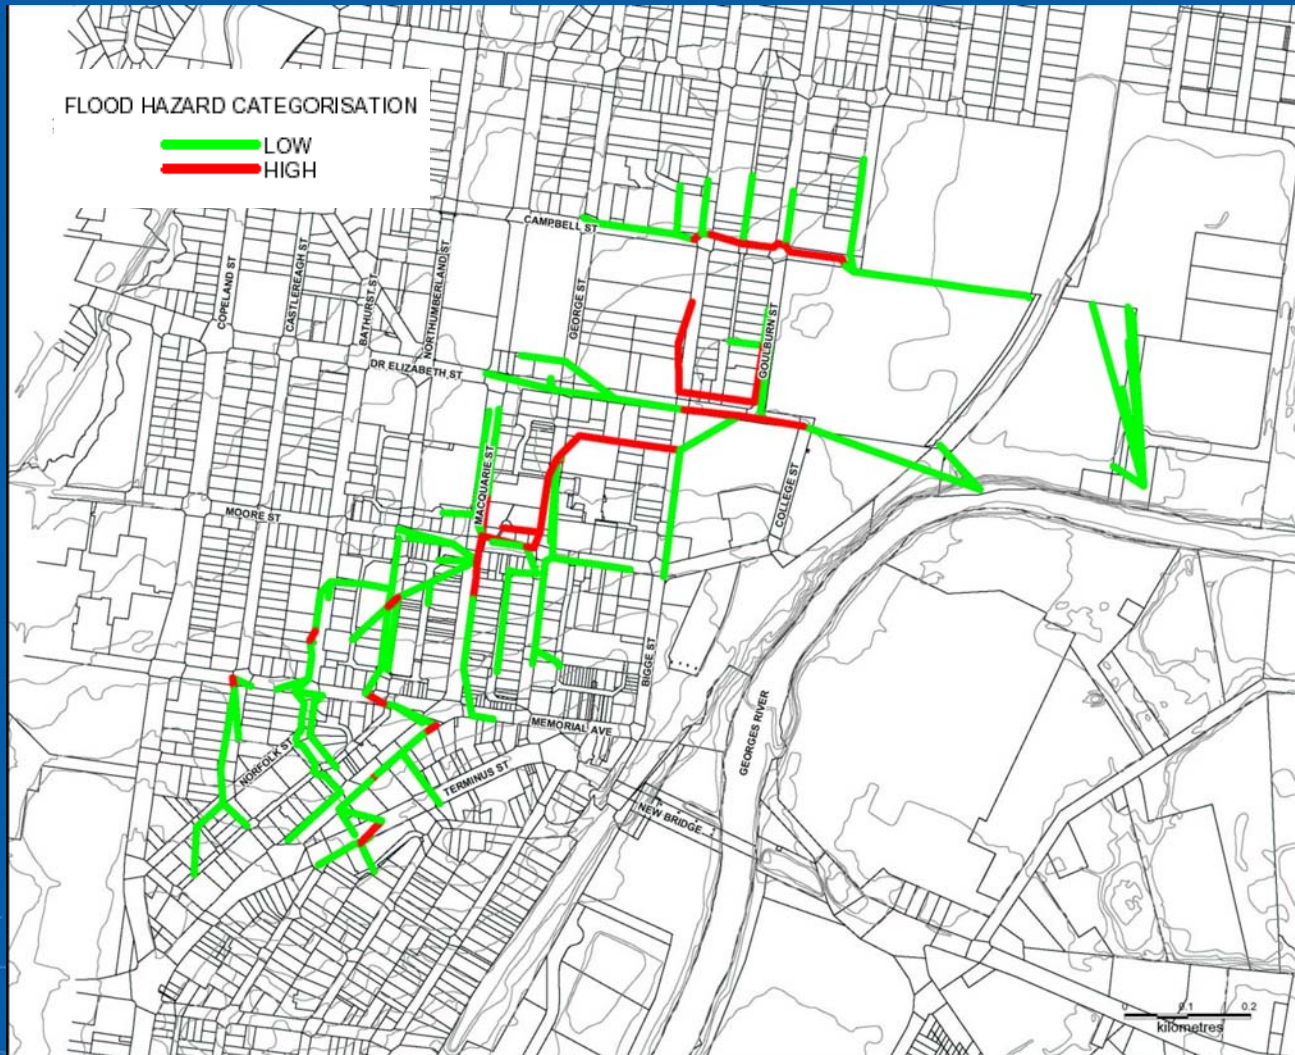 FLOOD HAZARD CATEGORISATION
LOW
HIGH
CAMPBELL ST
COPELAND ST
CASTLEREAGH ST
BATHURST ST
NORTHUMBERLAND ST
GEORGE ST
GOULBURN ST
DR ELIZABETH ST
MACQUARIE ST
COLLEGE ST
MOORE ST
BIGGE ST
MEMORIAL AVE
GEORGES RIVER
NORFOLK ST
TERMINUS ST
NEW BRIDGE
0 0.1 0.2
kilometres